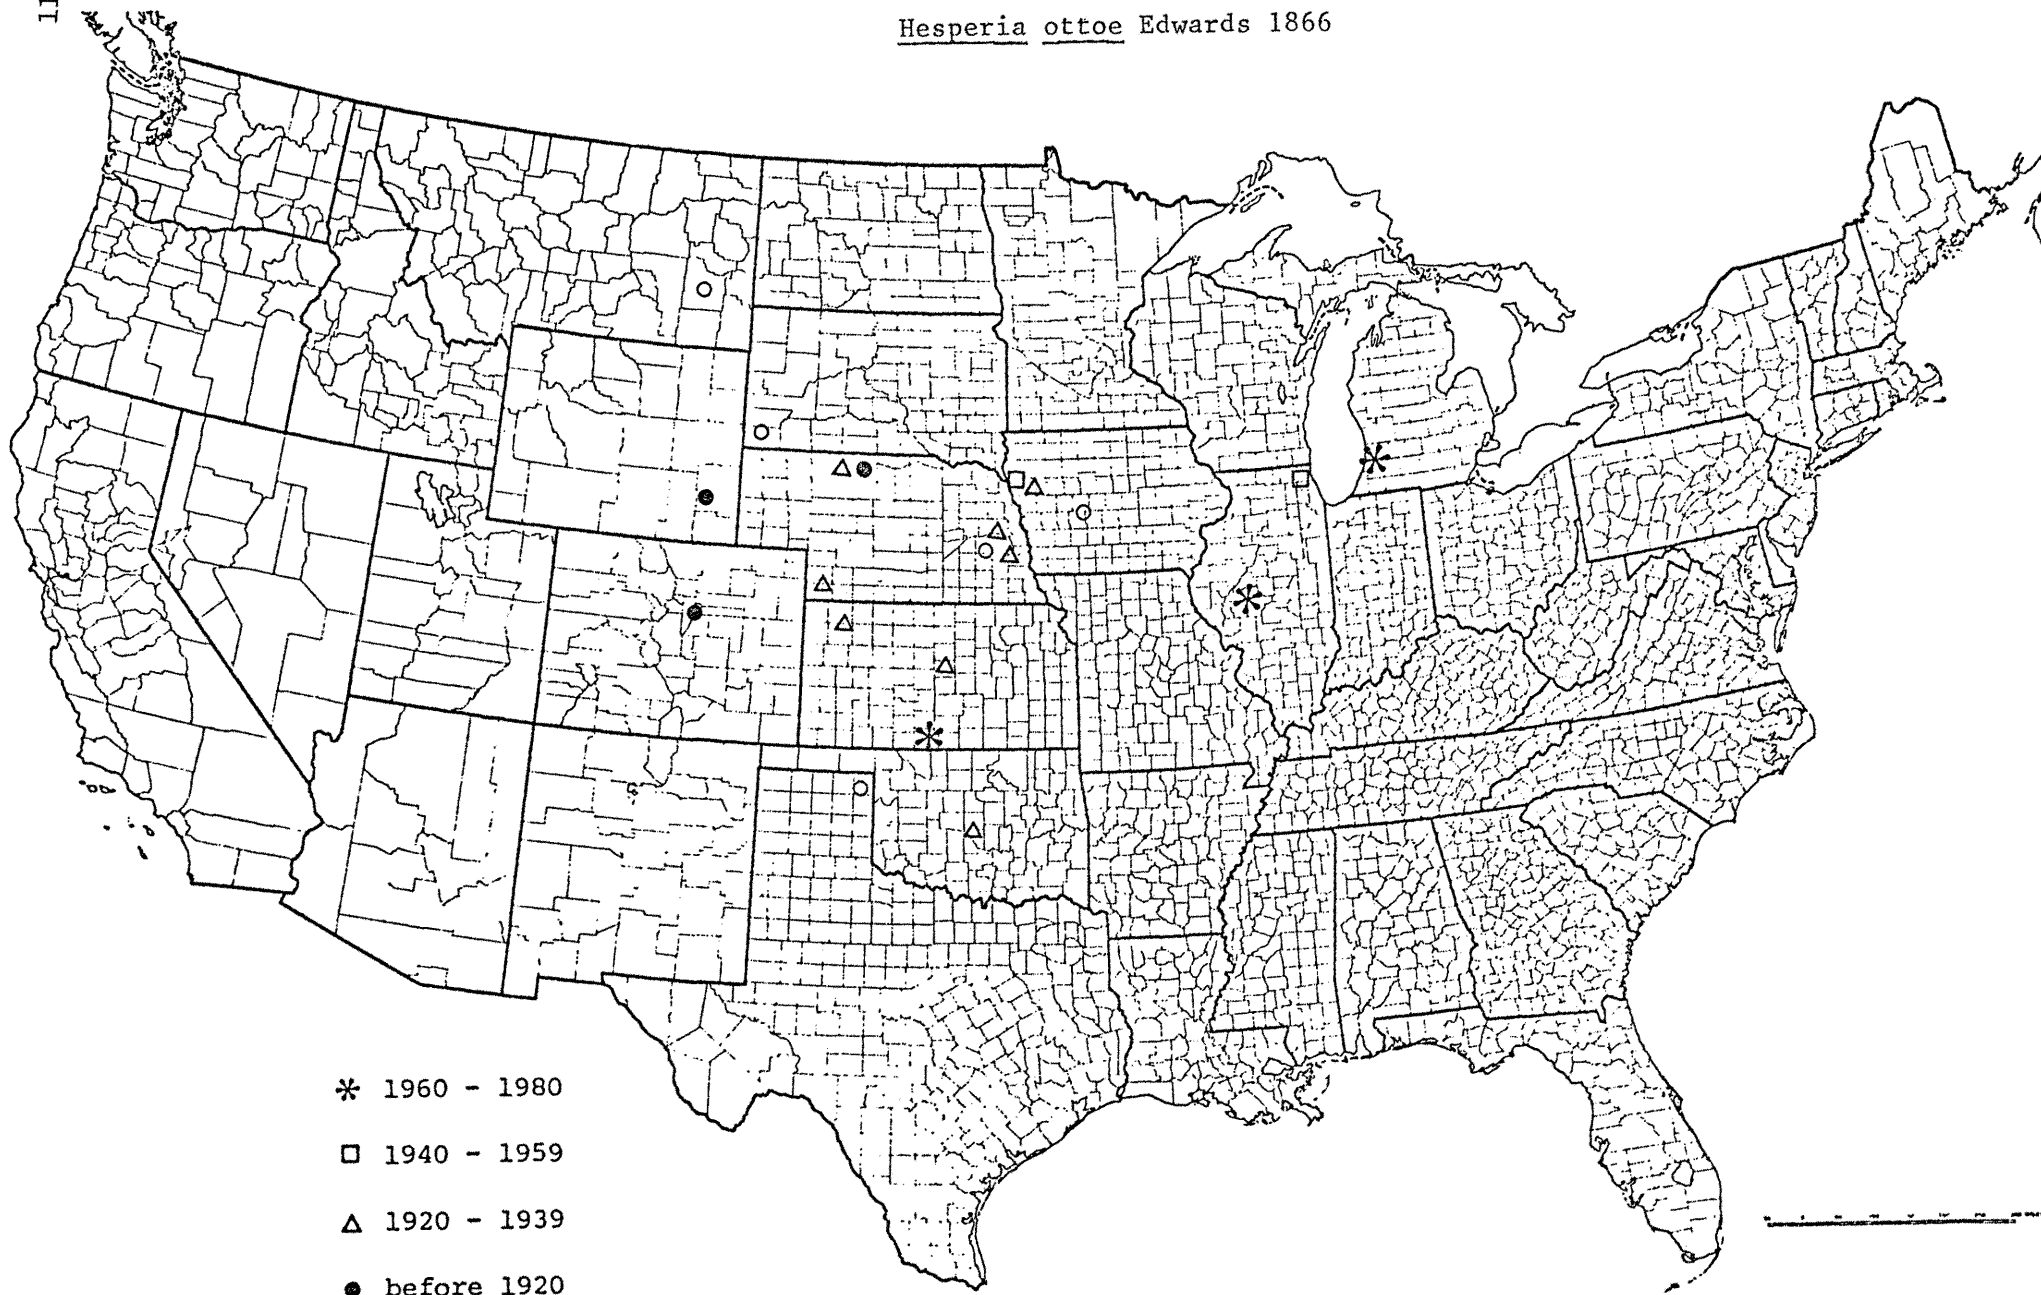 Hesperia ottoe Edwards 1866
* 1960 - 1980
□ 1940 - 1959
△ 1920 - 1939
● before 1920